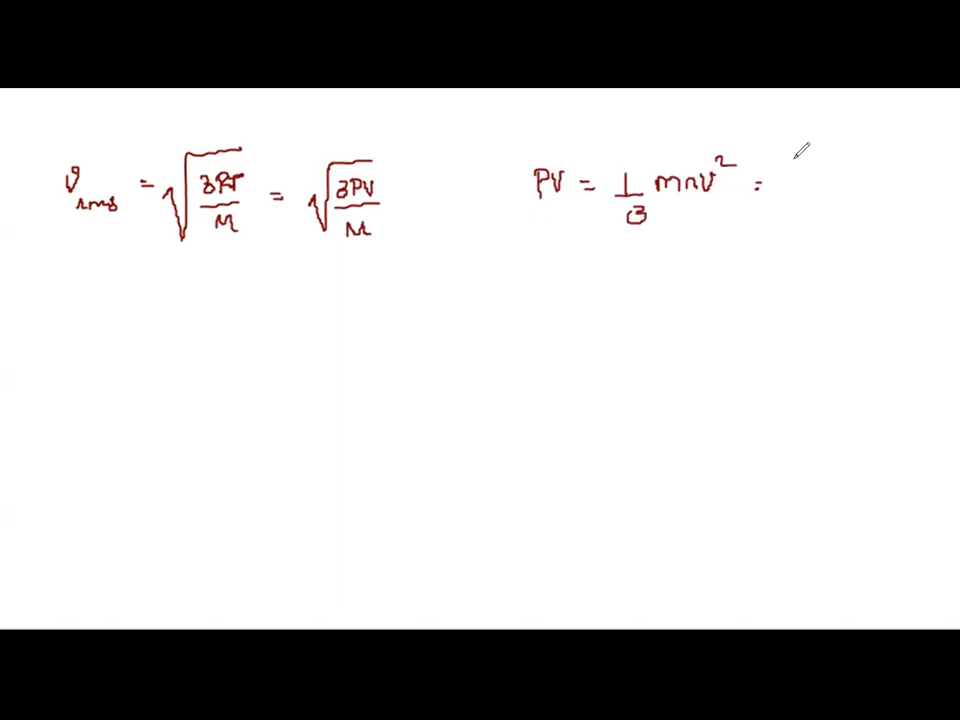 v_rms = √(3RT/M) = √(3PV/M)
PV = 1/3 mnv² =